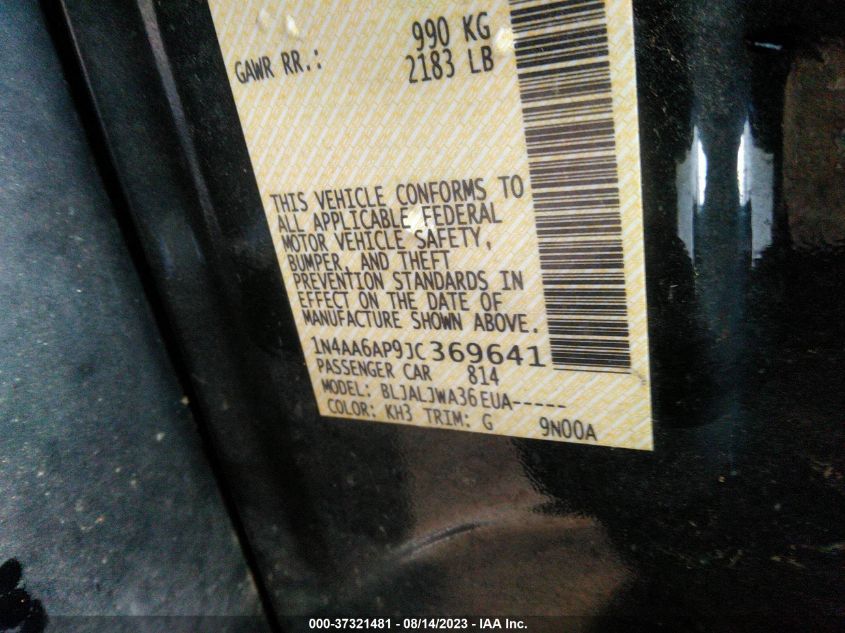 990 KG
GAWR RR.: 2183 LB
THIS VEHICLE CONFORMS TO
ALL APPLICABLE FEDERAL
MOTOR VEHICLE SAFETY,
BUMPER, AND THEFT
PREVENTION STANDARDS IN
EFFECT ON THE DATE OF
MANUFACTURE SHOWN ABOVE.
1N4AA6AP9JC369641
PASSENGER CAR 814
MODEL: BLJALJWA36EUA-----
COLOR: KH3 TRIM: G 9N00A
000-37321481 - 08/14/2023 - IAA Inc.